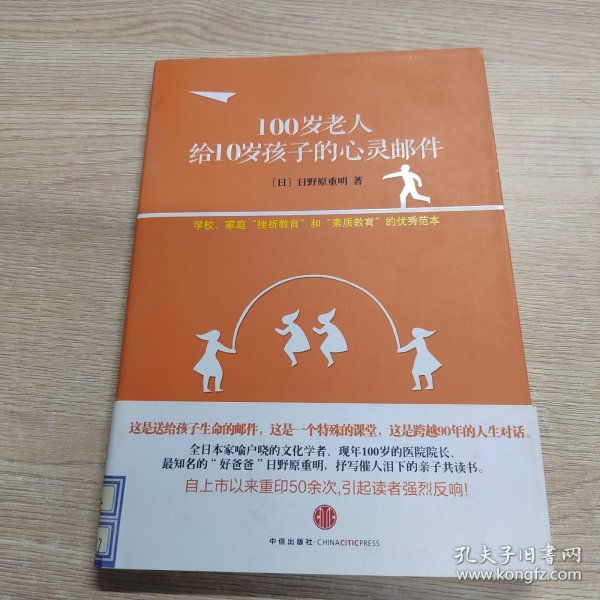 100岁老人
给10岁孩子的心灵邮件
［日］日野原重明 著
学校、家庭“挫折教育”和“素质教育”的优秀范本
这是送给孩子生命的邮件，这是一个特殊的课堂，这是跨越90年的人生对话。
全日本家喻户晓的文化学者、现年100岁的医院院长、
最知名的“好爸爸”日野原重明，抒写催人泪下的亲子共读书。
自上市以来重印50余次,引起读者强烈反响!
中信出版社·CHINACITICPRESS
孔夫子旧书网
www.kongfz.com